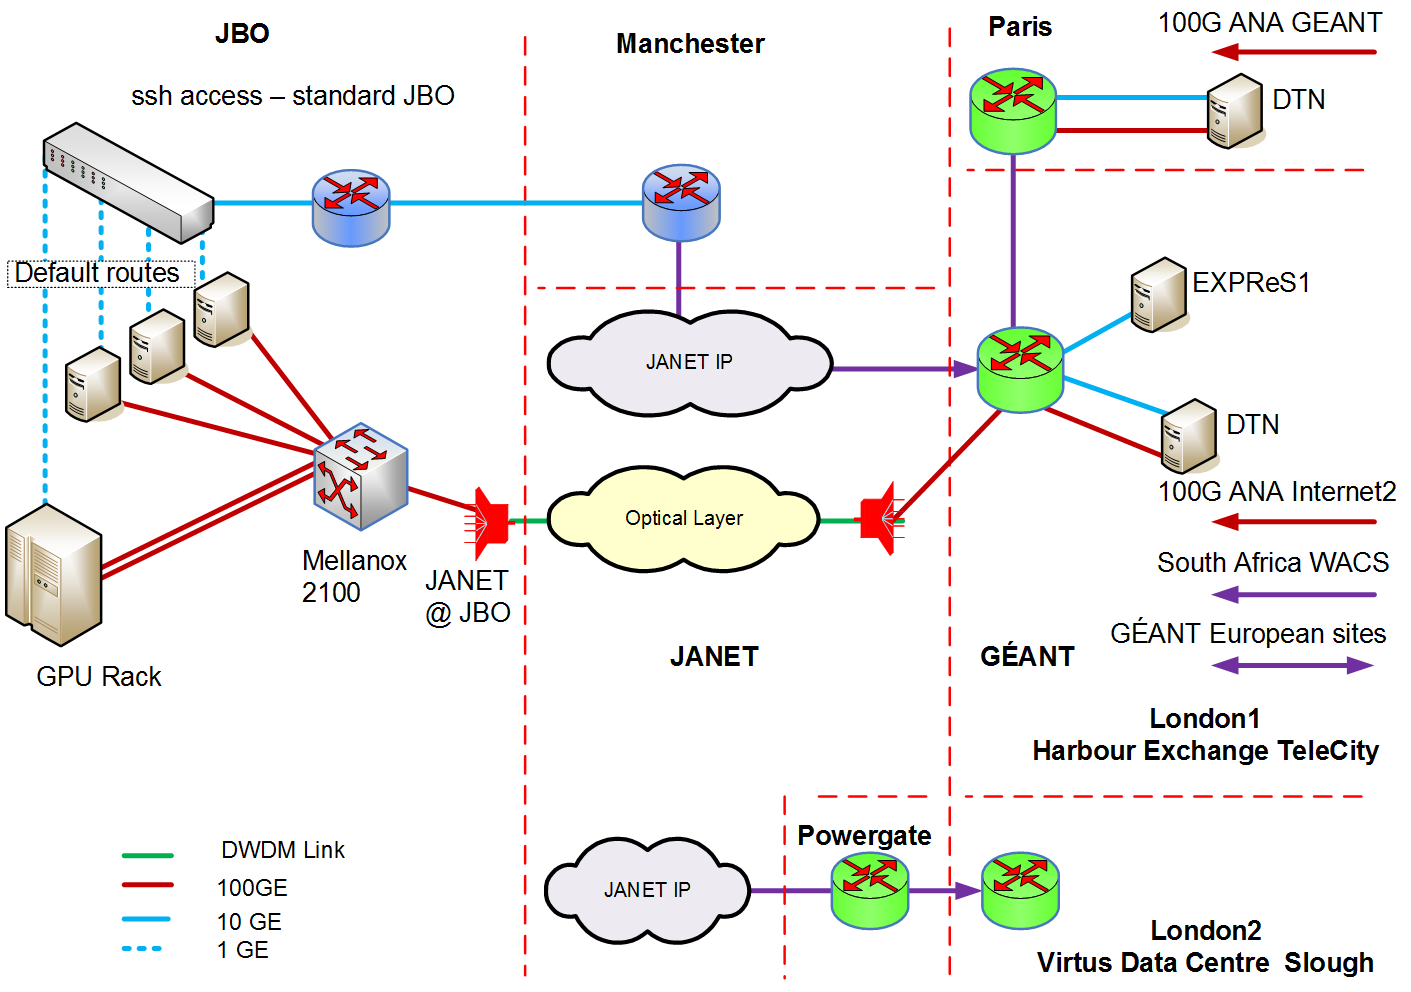 JBO
Manchester
Paris
100G ANA GEANT
ssh access – standard JBO
DTN
Default routes
EXPReS1
JANET IP
DTN
100G ANA Internet2
Optical Layer
Mellanox
2100
JANET
@ JBO
South Africa WACS
GÉANT European sites
GPU Rack
JANET
GÉANT
London1
Harbour Exchange TeleCity
Powergate
DWDM Link
100GE
10 GE
1 GE
JANET IP
London2
Virtus Data Centre Slough